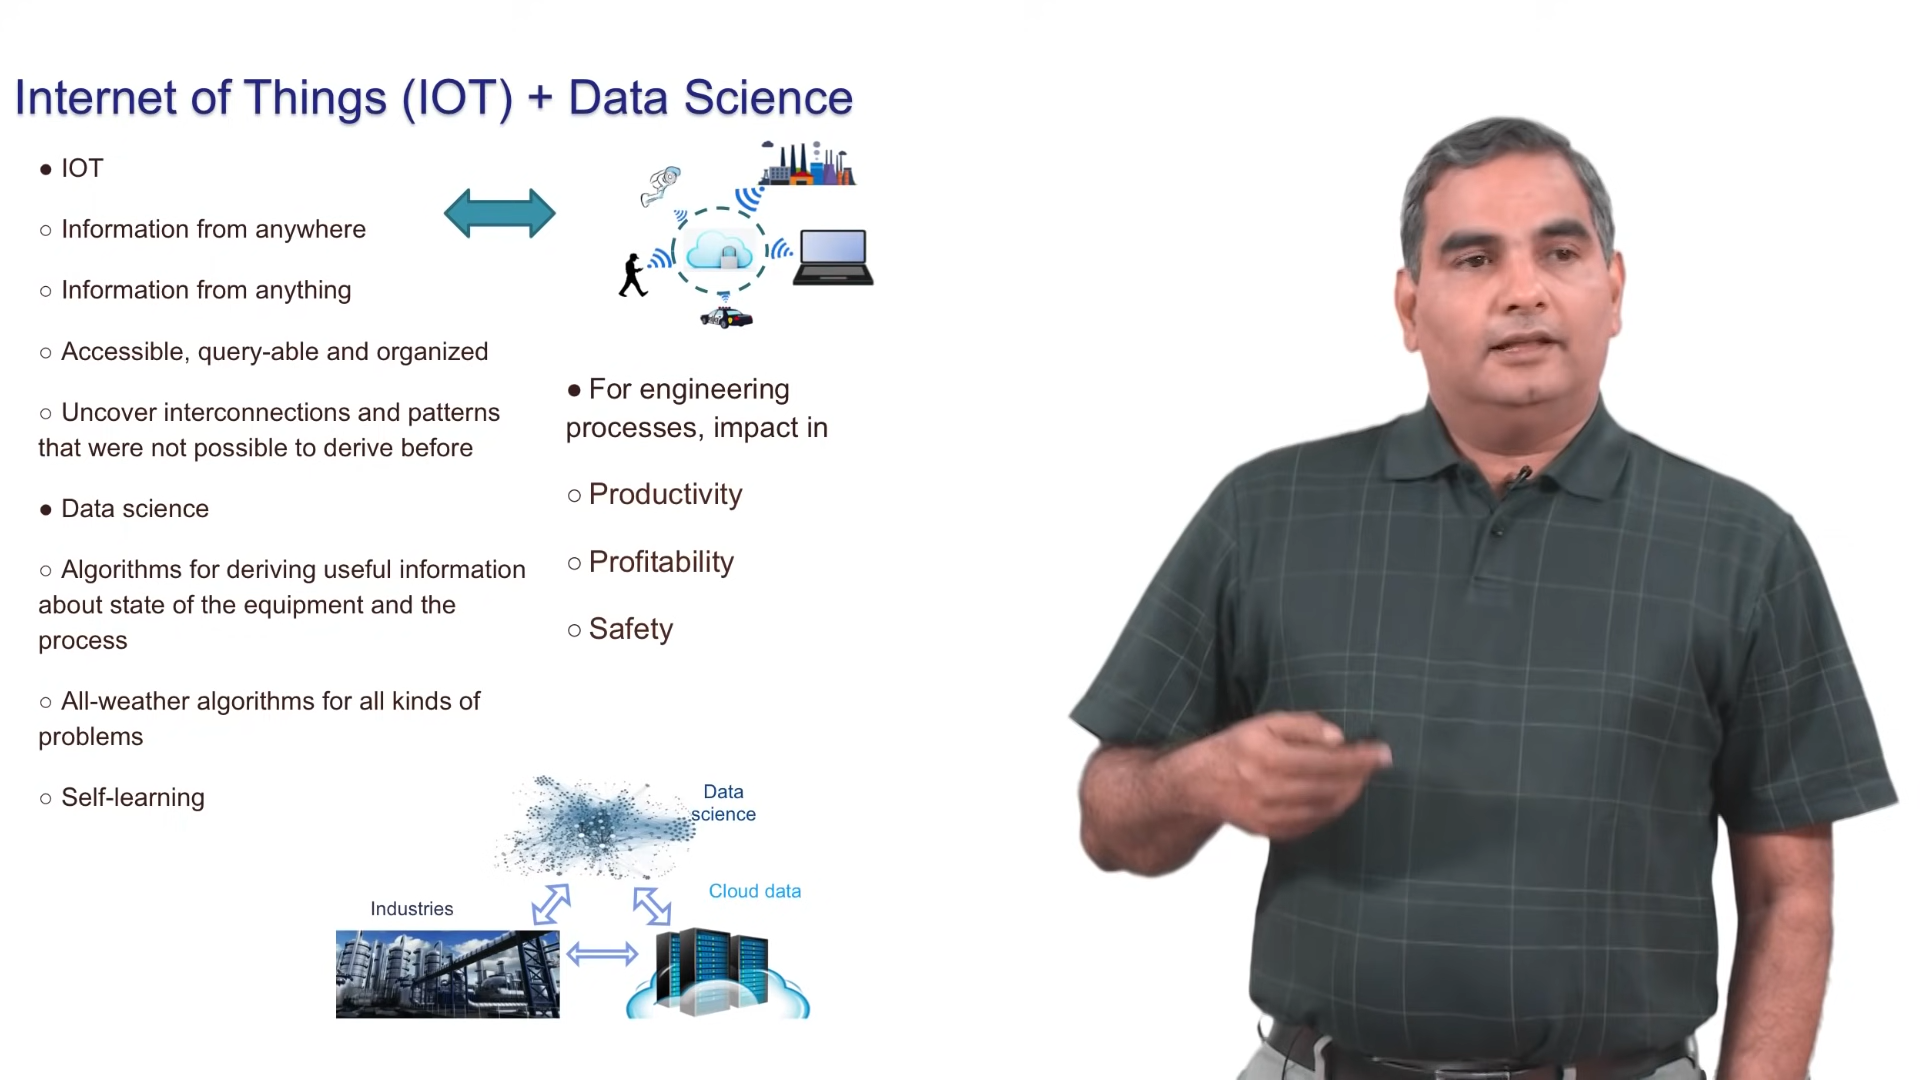 Internet of Things (IOT) + Data Science
● IOT
○ Information from anywhere
○ Information from anything
○ Accessible, query-able and organized
○ Uncover interconnections and patterns
that were not possible to derive before
● Data science
○ Algorithms for deriving useful information
about state of the equipment and the
process
○ All-weather algorithms for all kinds of
problems
○ Self-learning
● For engineering
processes, impact in
○ Productivity
○ Profitability
○ Safety
Data
science
Cloud data
Industries